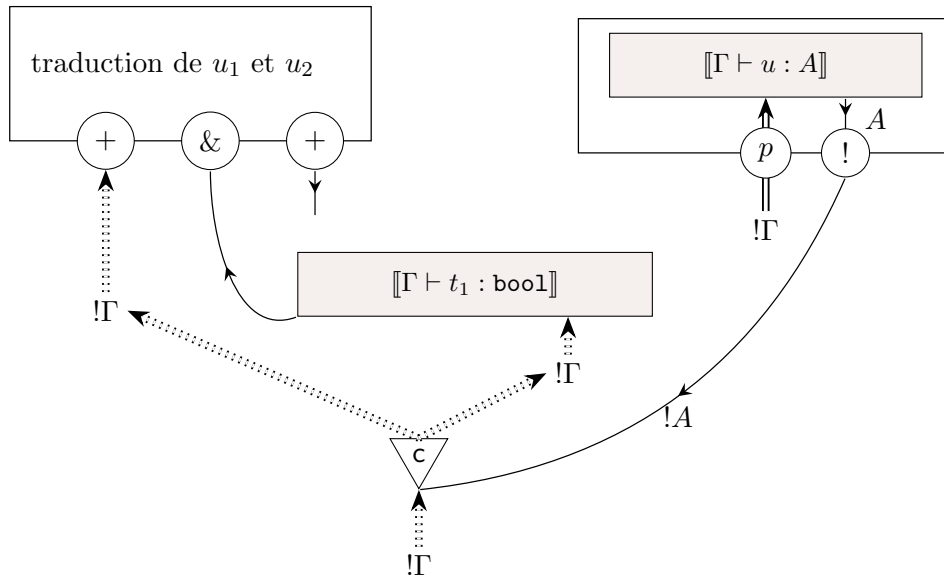 traduction de u₁ et u₂
⟦Γ ⊢ u : A⟧
A
+
&
+
p
!
!Γ
⟦Γ ⊢ t₁ : bool⟧
!Γ
!Γ
!A
c
!Γ